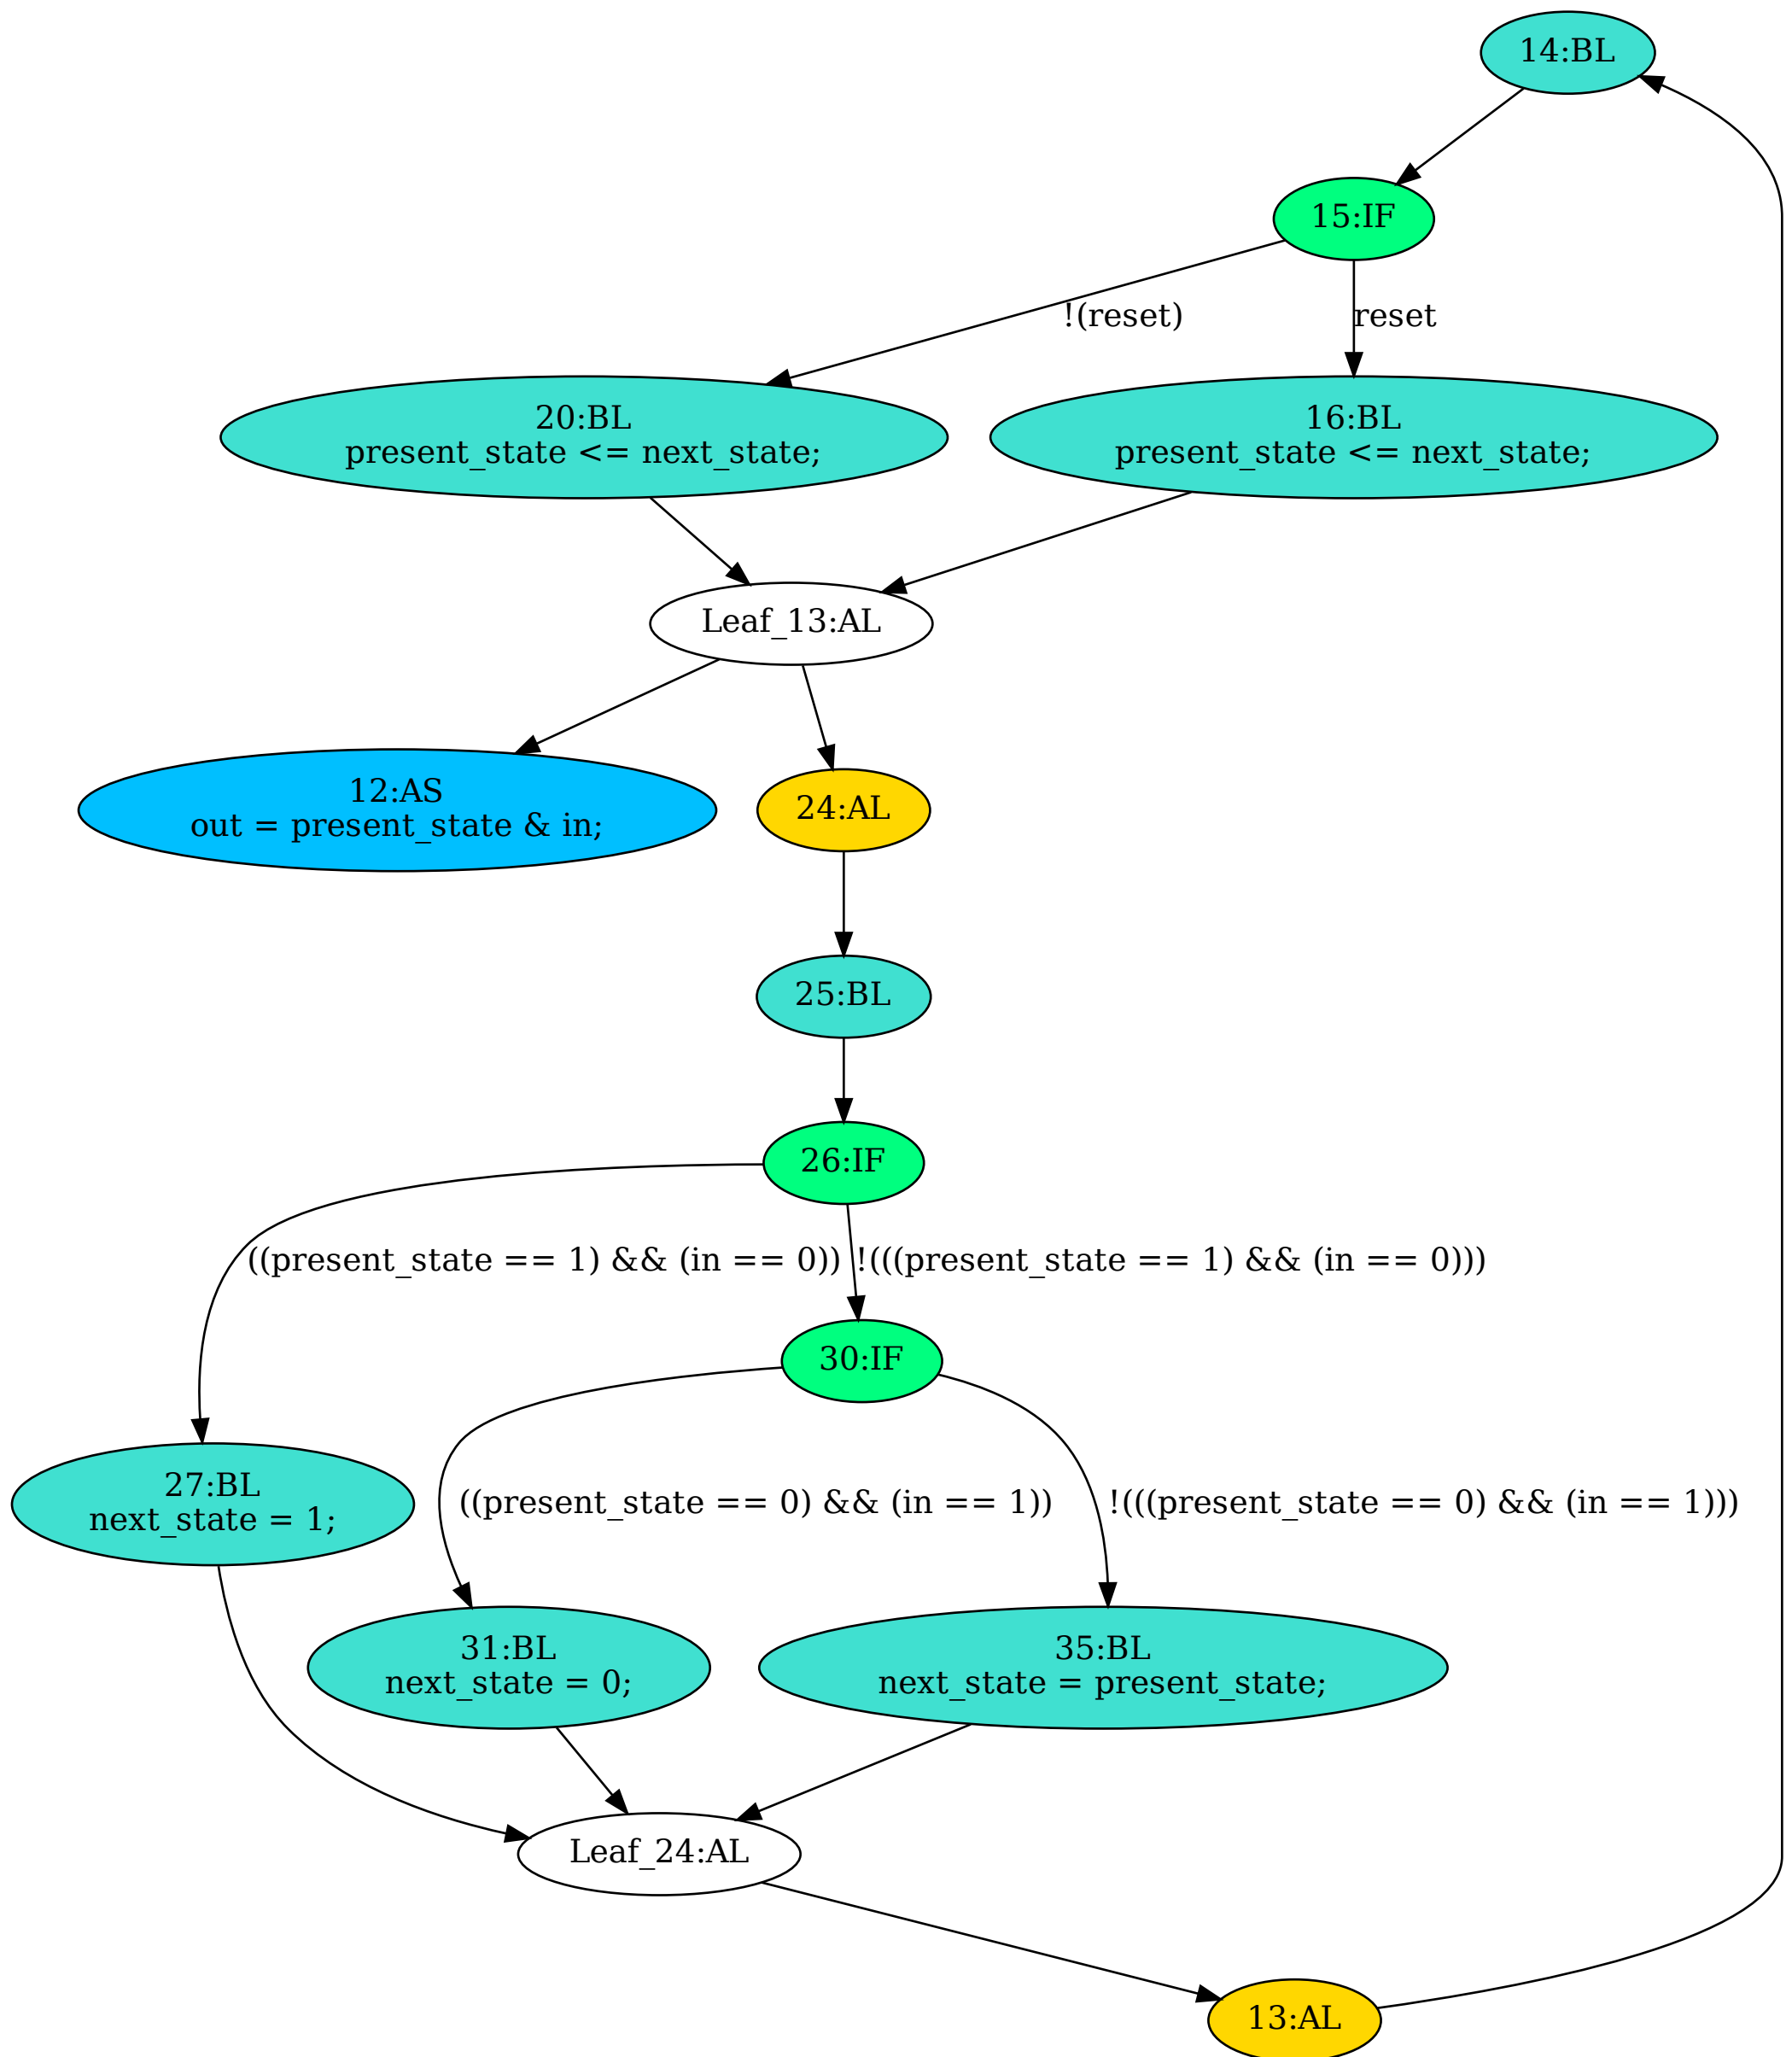 14:BL
15:IF
!(reset)
reset
20:BL
present_state <= next_state;
16:BL
present_state <= next_state;
Leaf_13:AL
12:AS
out = present_state & in;
24:AL
25:BL
26:IF
((present_state == 1) && (in == 0))
!(((present_state == 1) && (in == 0)))
30:IF
27:BL
next_state = 1;
((present_state == 0) && (in == 1))
!(((present_state == 0) && (in == 1)))
31:BL
next_state = 0;
35:BL
next_state = present_state;
Leaf_24:AL
13:AL